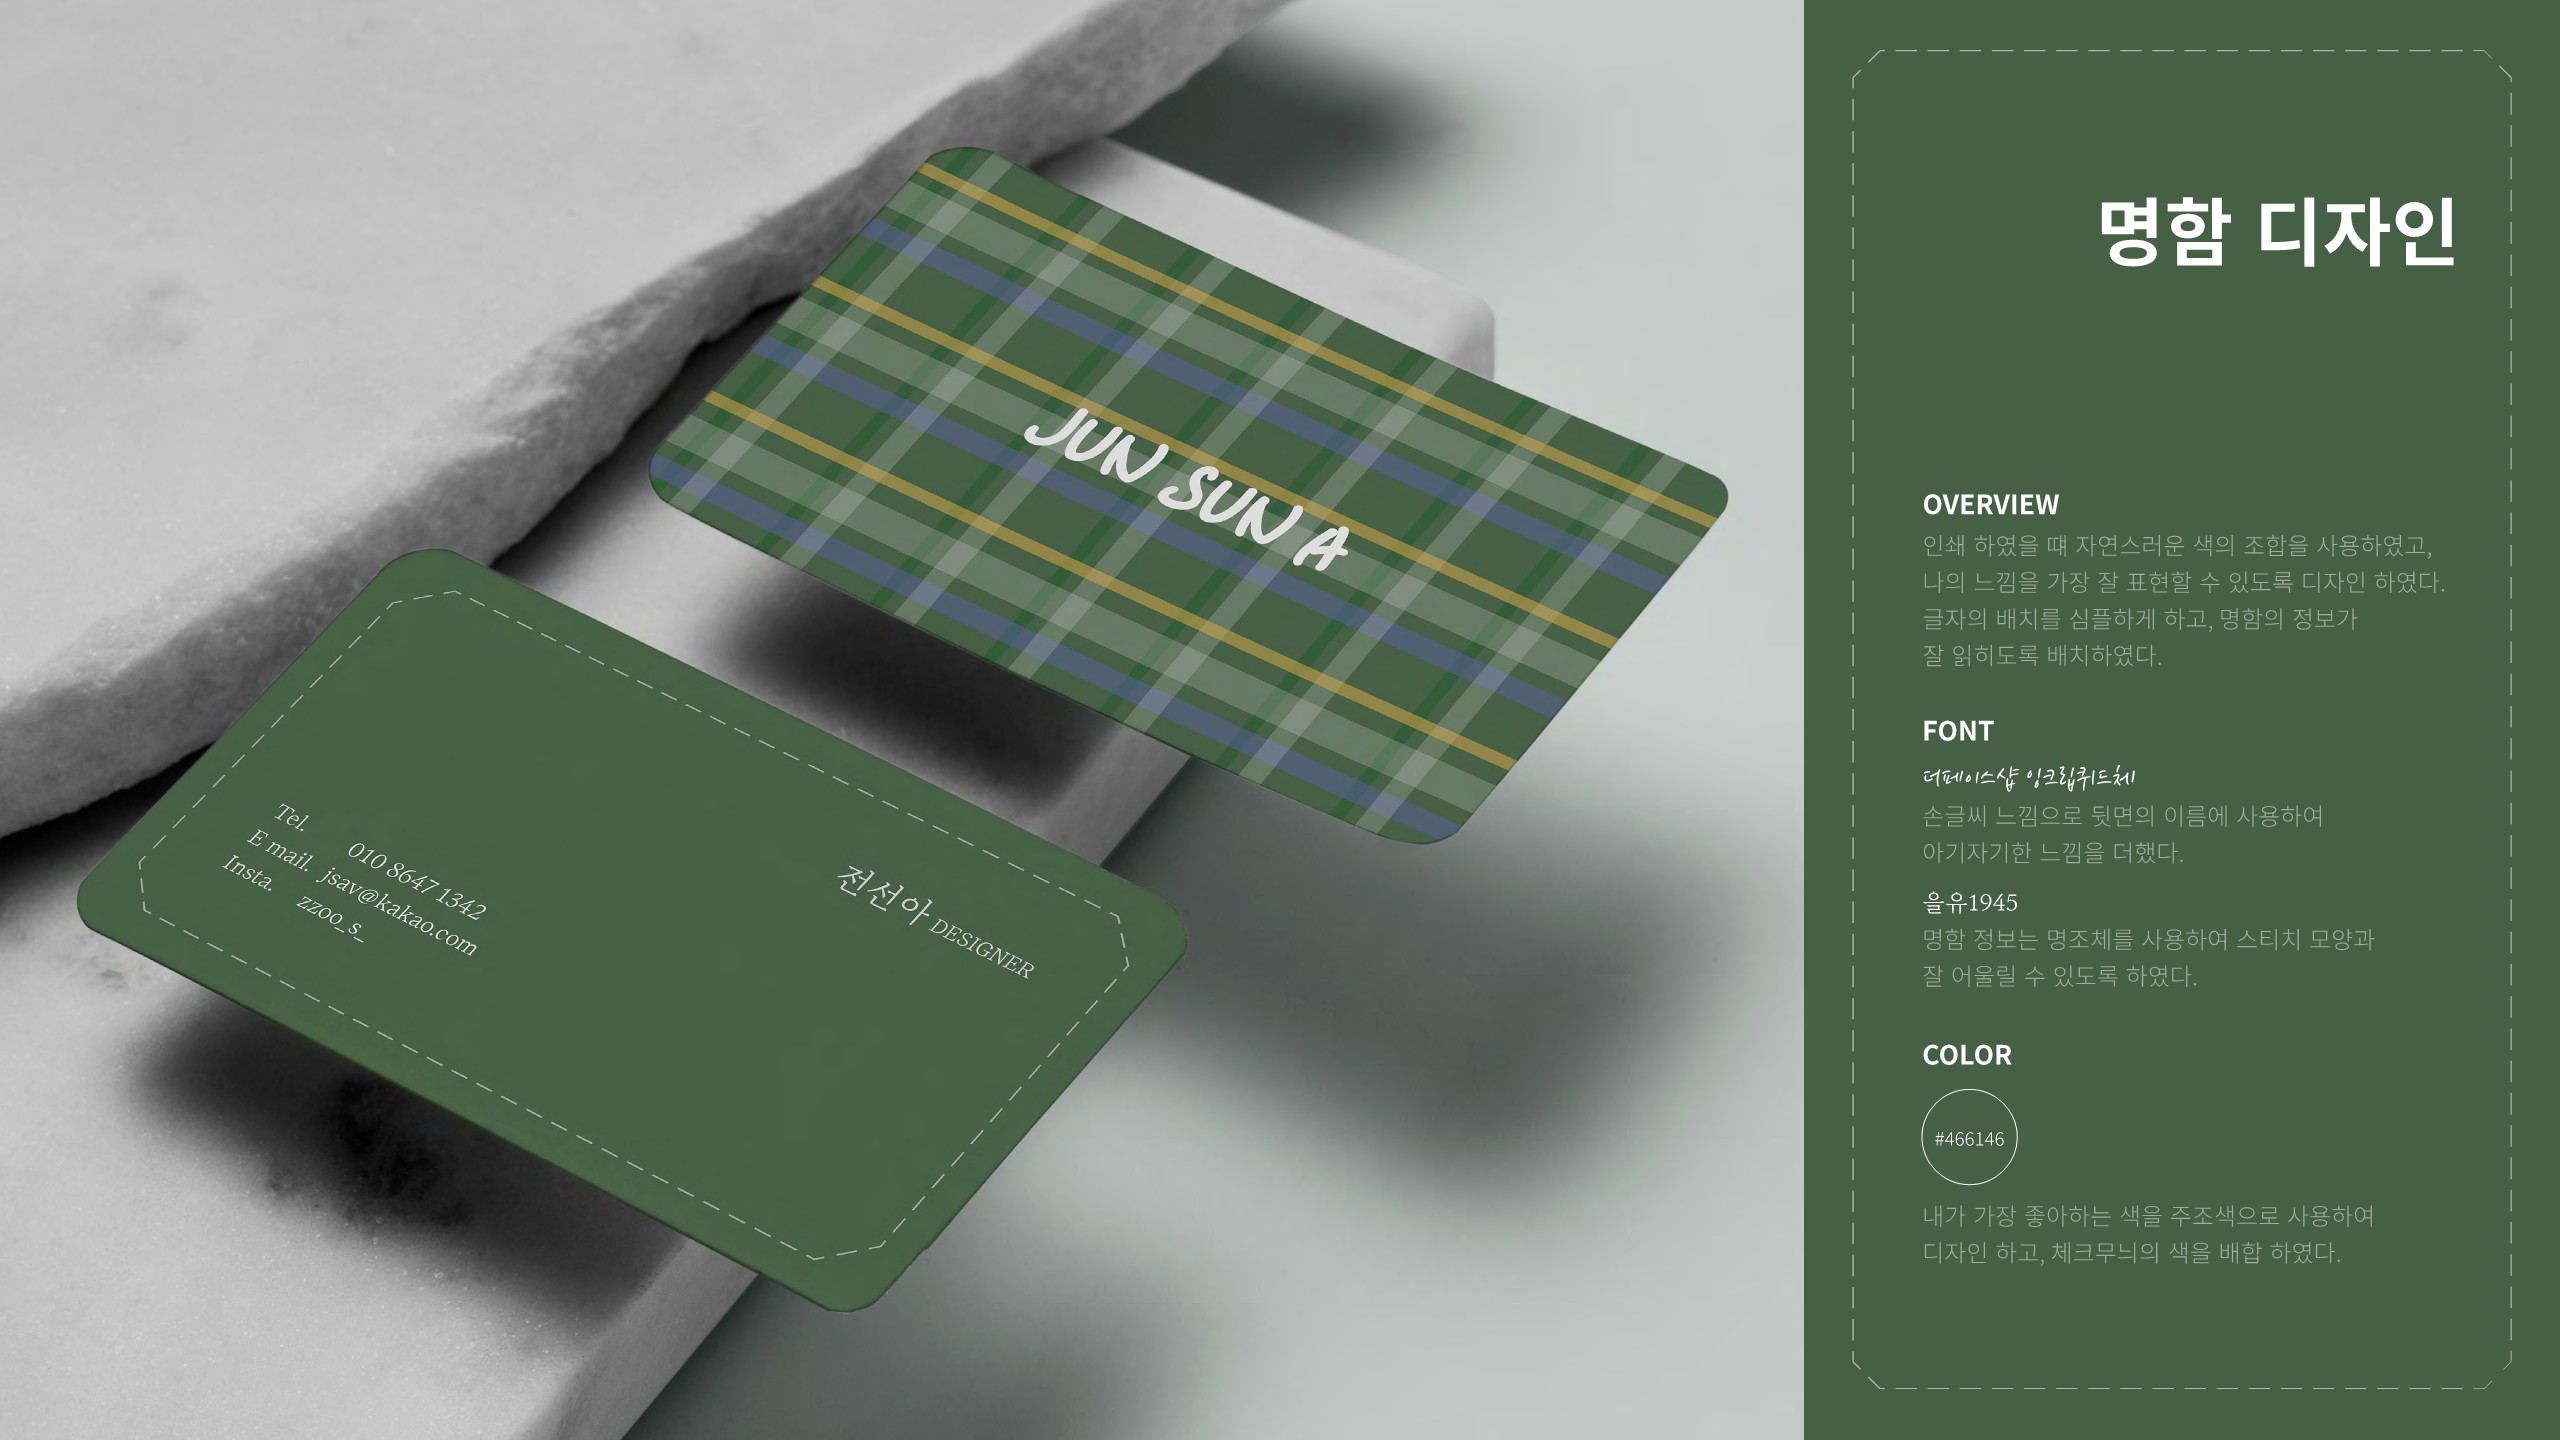 JUN SUN A
Tel. 010 8647 1342
E mail. jsav@kakao.com
Insta. zzoo_s_
전선아 DESIGNER
명함 디자인
OVERVIEW
인쇄 하였을 떄 자연스러운 색의 조합을 사용하였고,
나의 느낌을 가장 잘 표현할 수 있도록 디자인 하였다.
글자의 배치를 심플하게 하고, 명함의 정보가
잘 읽히도록 배치하였다.
FONT
더페이스샵 잉크립퀴드체
손글씨 느낌으로 뒷면의 이름에 사용하여
아기자기한 느낌을 더했다.
을유1945
명함 정보는 명조체를 사용하여 스티치 모양과
잘 어울릴 수 있도록 하였다.
COLOR
#466146
내가 가장 좋아하는 색을 주조색으로 사용하여
디자인 하고, 체크무늬의 색을 배합 하였다.